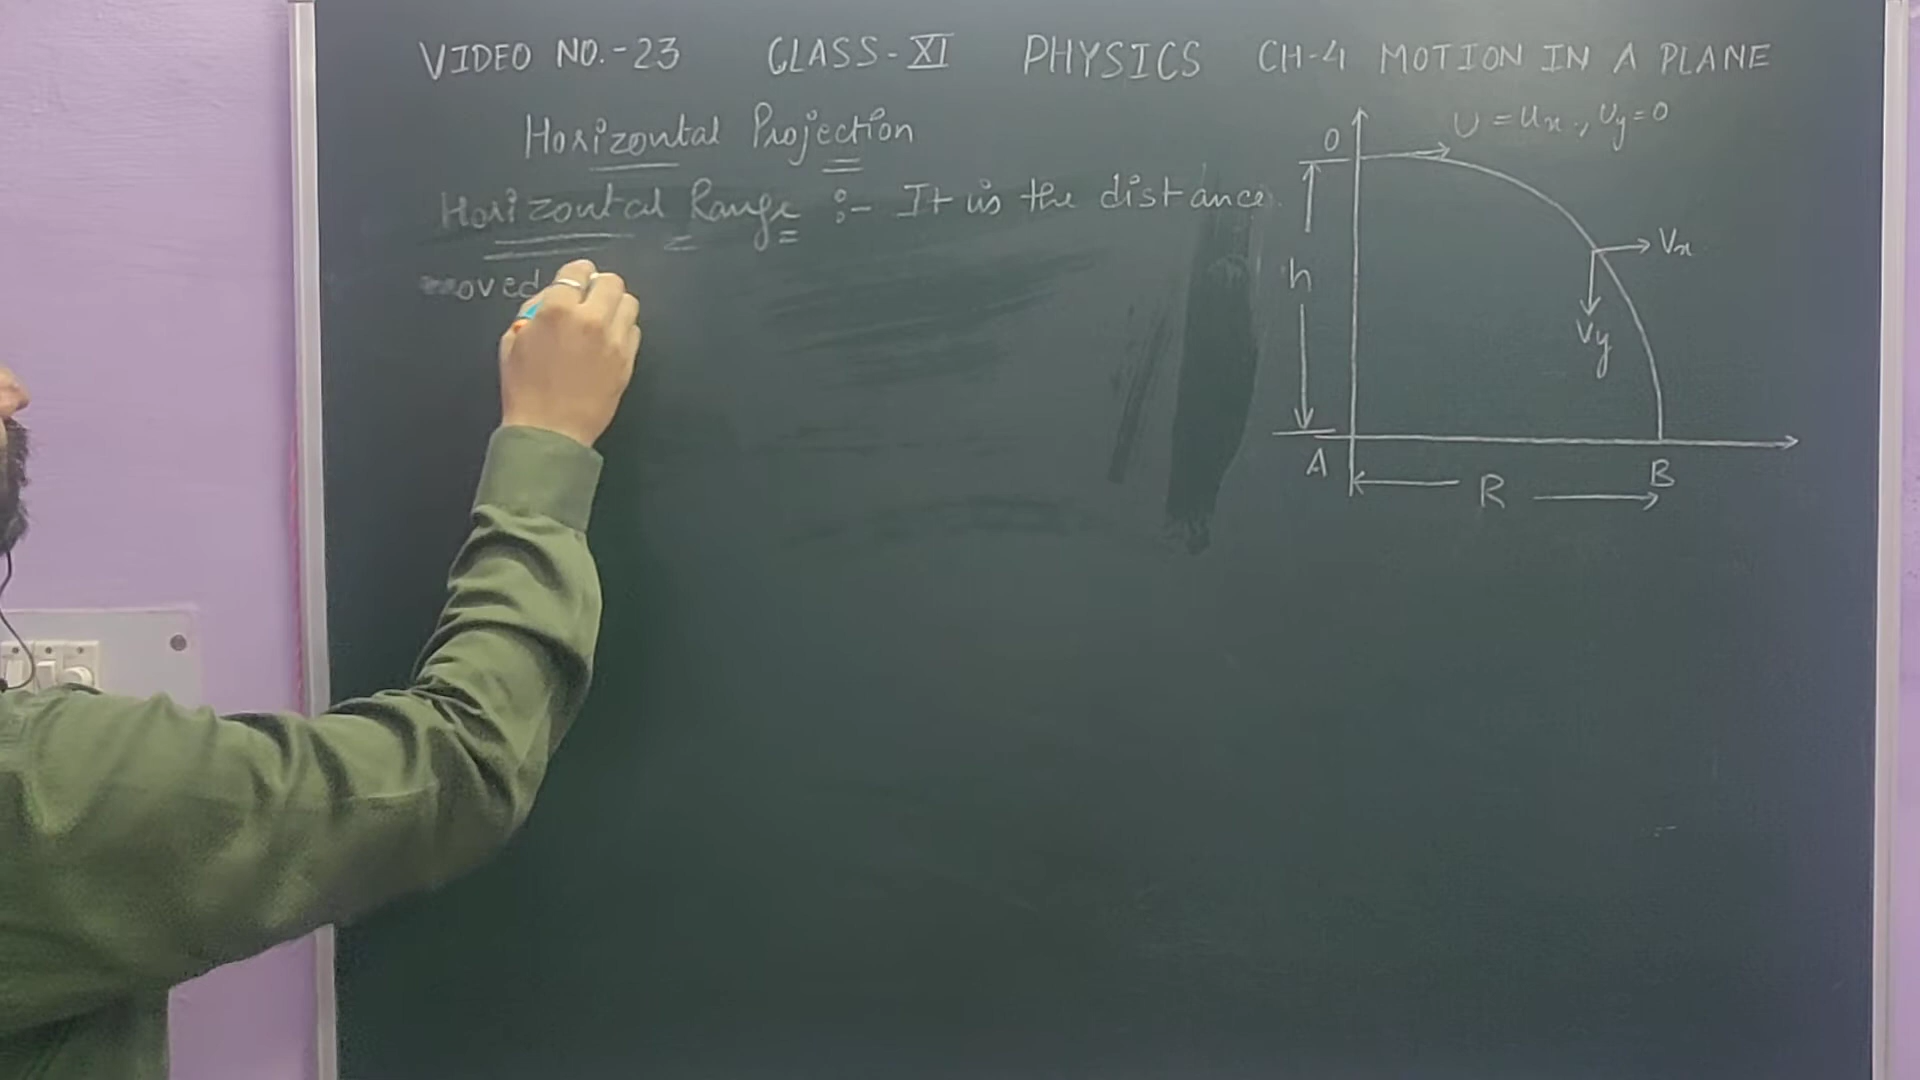 VIDEO NO.-23 CLASS-XI PHYSICS CH-4 MOTION IN A PLANE
Horizontal Projection
Horizontal Range :- It is the distance
moved
U = Ux, Uy=0
O
Vx
h
Vy
A
B
R